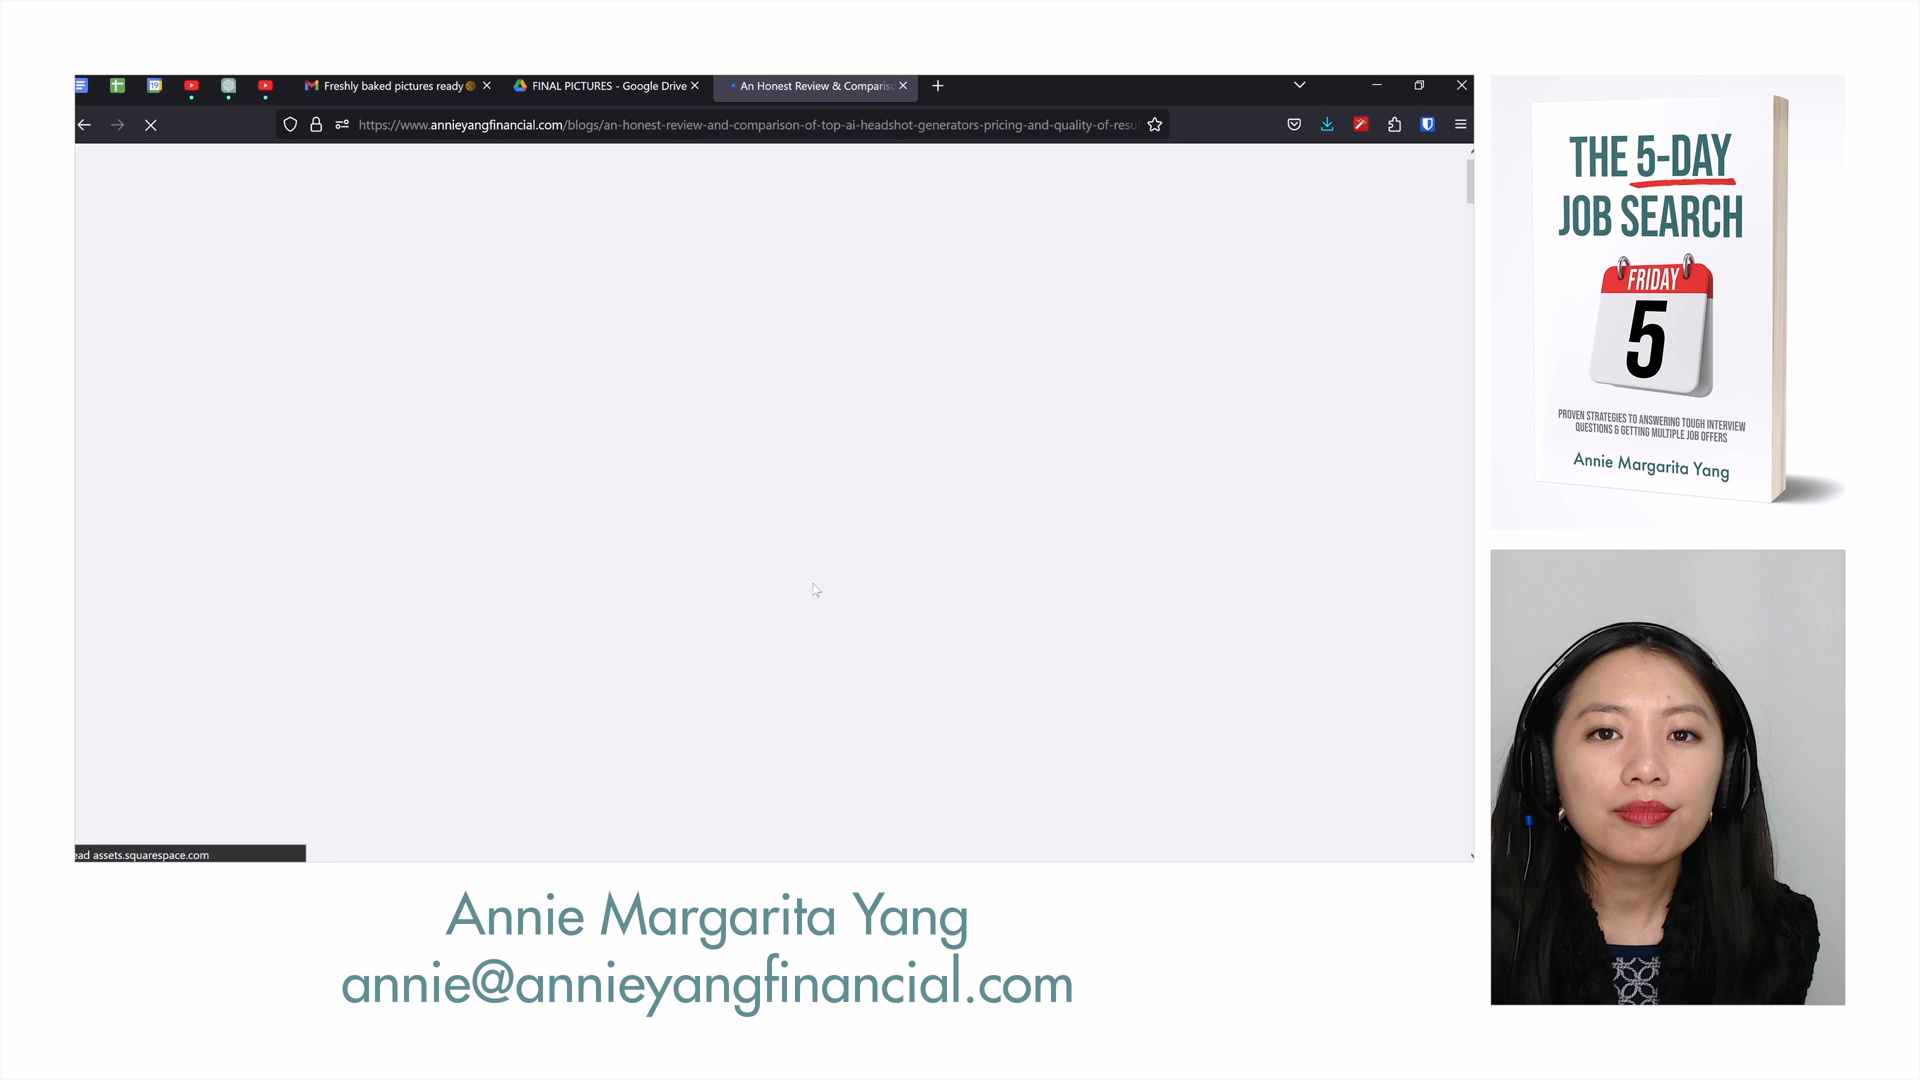 Freshly baked pictures ready
FINAL PICTURES - Google Drive
An Honest Review & Comparis
https://www.annieyangfinancial.com/blogs/an-honest-review-and-comparison-of-top-ai-headshot-generators-pricing-and-quality-of-resu
THE 5-DAY
JOB SEARCH
FRIDAY
5
PROVEN STRATEGIES TO ANSWERING TOUGH INTERVIEW
QUESTIONS & GETTING MULTIPLE JOB OFFERS
Annie Margarita Yang
ead assets.squarespace.com
Annie Margarita Yang
annie@annieyangfinancial.com